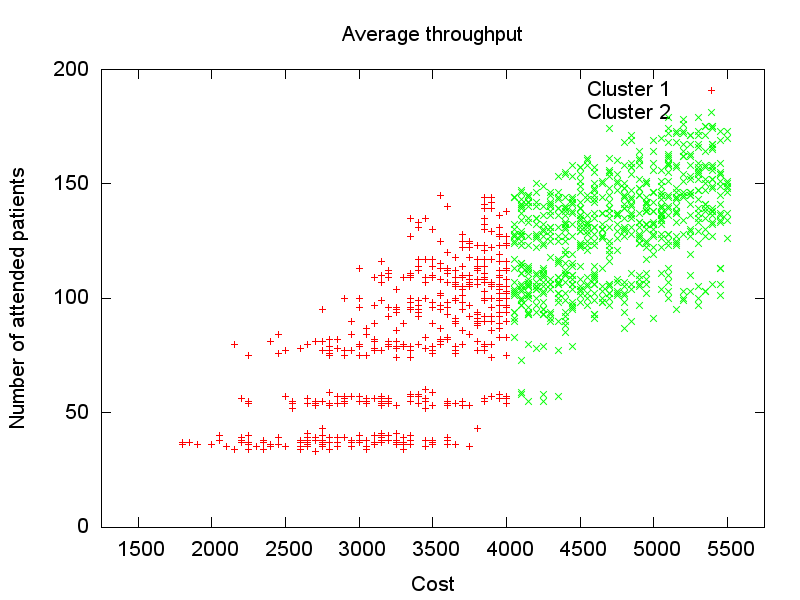 Average throughput
200
150
100
50
0
Number of attended patients
Cluster 1
Cluster 2
1500 2000 2500 3000 3500 4000 4500 5000 5500
Cost